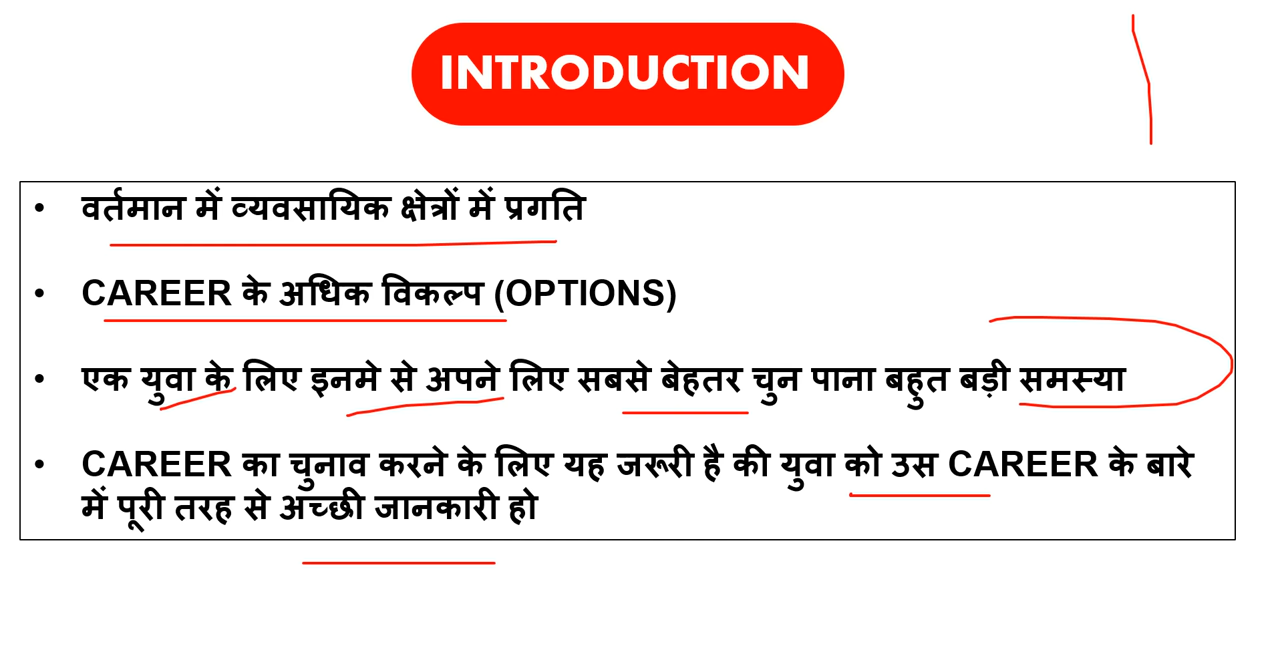 INTRODUCTION
• वर्तमान में व्यवसायिक क्षेत्रों में प्रगति
• CAREER के अधिक विकल्प (OPTIONS)
• एक युवा के लिए इनमे से अपने लिए सबसे बेहतर चुन पाना बहुत बड़ी समस्या
• CAREER का चुनाव करने के लिए यह जरूरी है की युवा को उस CAREER के बारे
में पूरी तरह से अच्छी जानकारी हो